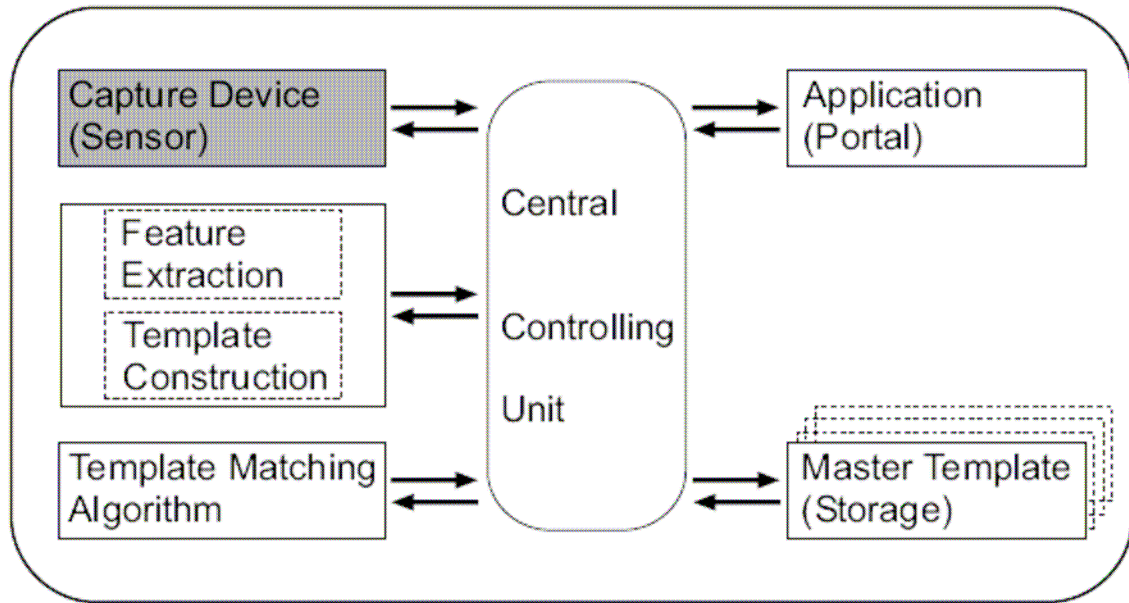 Capture Device
(Sensor)
Feature
Extraction
Template
Construction
Template Matching
Algorithm
Central
Controlling
Unit
Application
(Portal)
Master Template
(Storage)